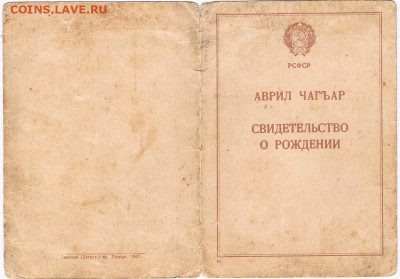 COINS.LAVE.RU
РСФСР
АВРИЛ ЧАГЪАР
СВИДЕТЕЛЬСТВО
О РОЖДЕНИИ